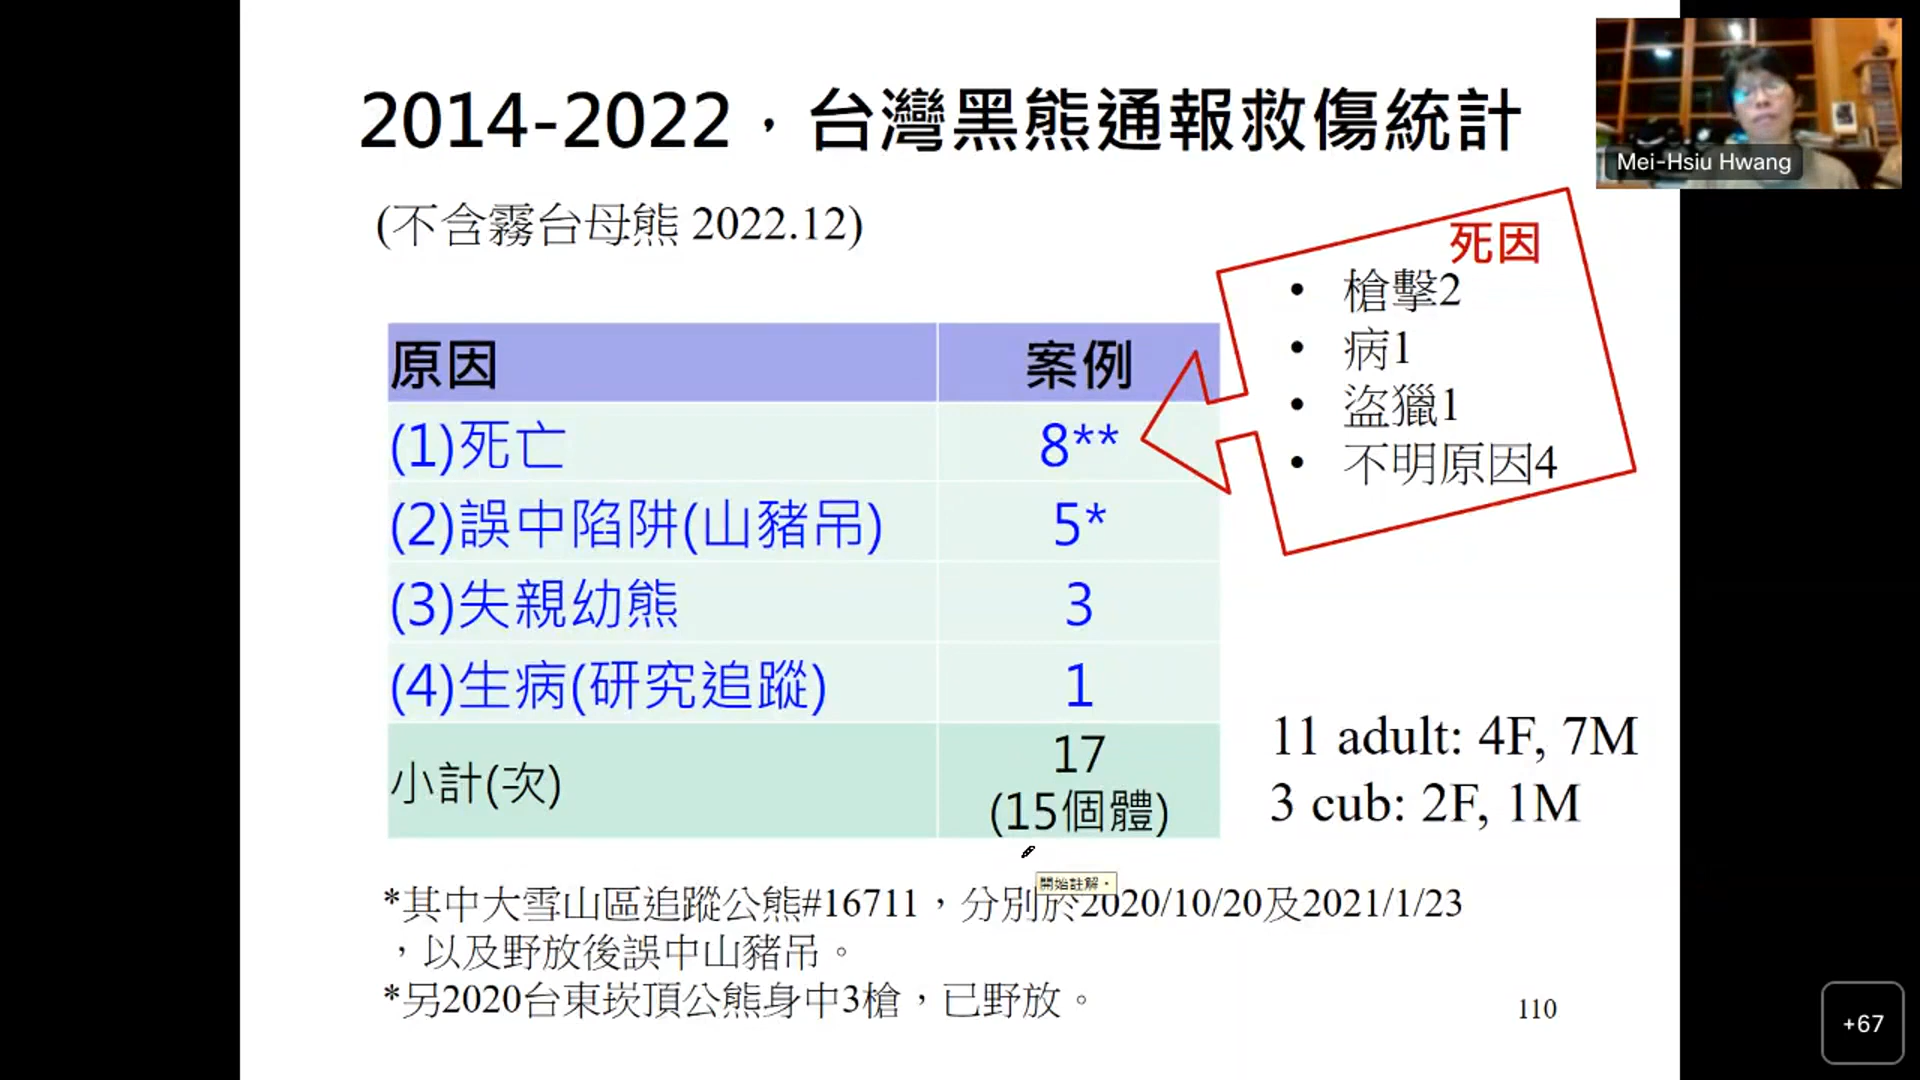 2014-2022，台灣黑熊通報救傷統計
Mei-Hsiu Hwang
(不含霧台母熊 2022.12)
死因
• 槍擊2
• 病1
• 盜獵1
• 不明原因4
原因 案例
(1)死亡 8**
(2)誤中陷阱(山豬吊) 5*
(3)失親幼熊 3
(4)生病(研究追蹤) 1
小計(次) 17
(15個體)
11 adult: 4F, 7M
3 cub: 2F, 1M
開始註解。
*其中大雪山區追蹤公熊#16711，分別於2020/10/20及2021/1/23
，以及野放後誤中山豬吊。
*另2020台東崁頂公熊身中3槍，已野放。
110
+67